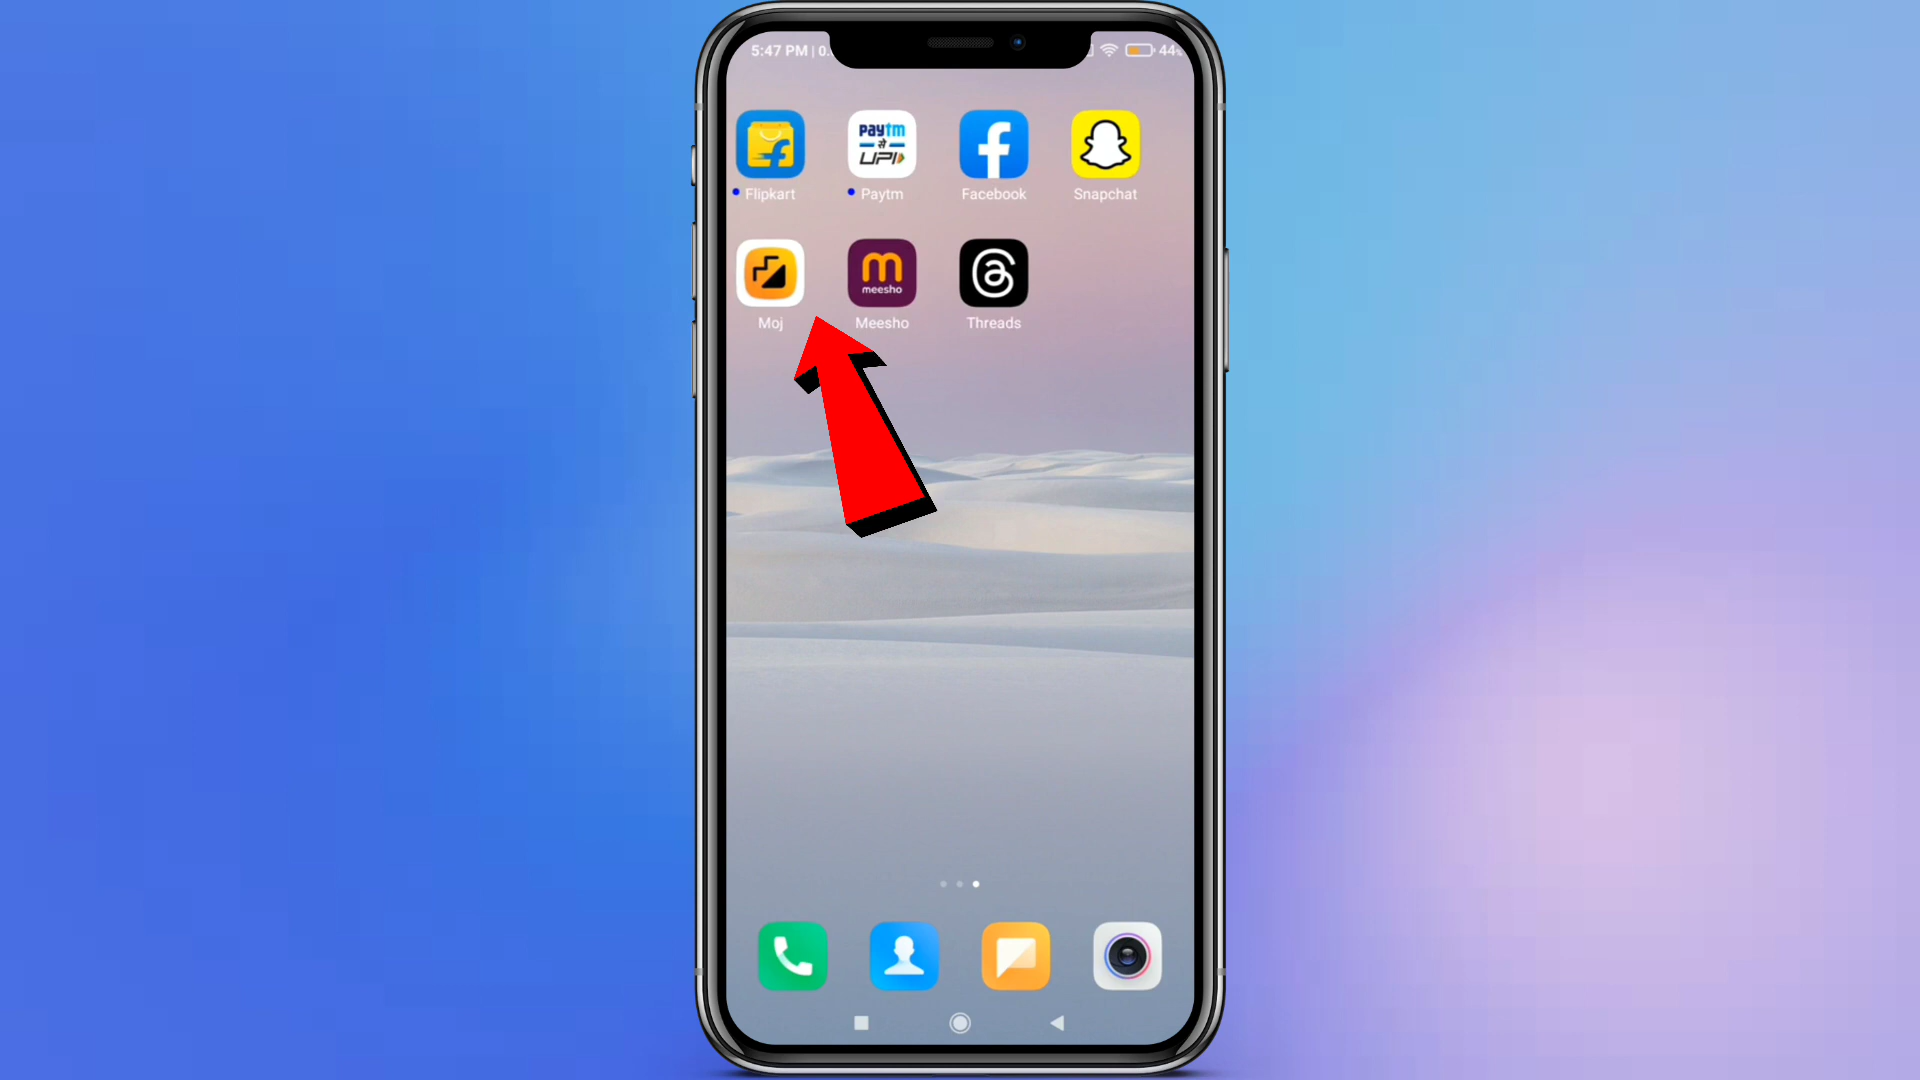 5:47 PM | 0.
44%
Paytm
से
UPI
Flipkart
Paytm
Facebook
Snapchat
meesho
Moj
Meesho
Threads